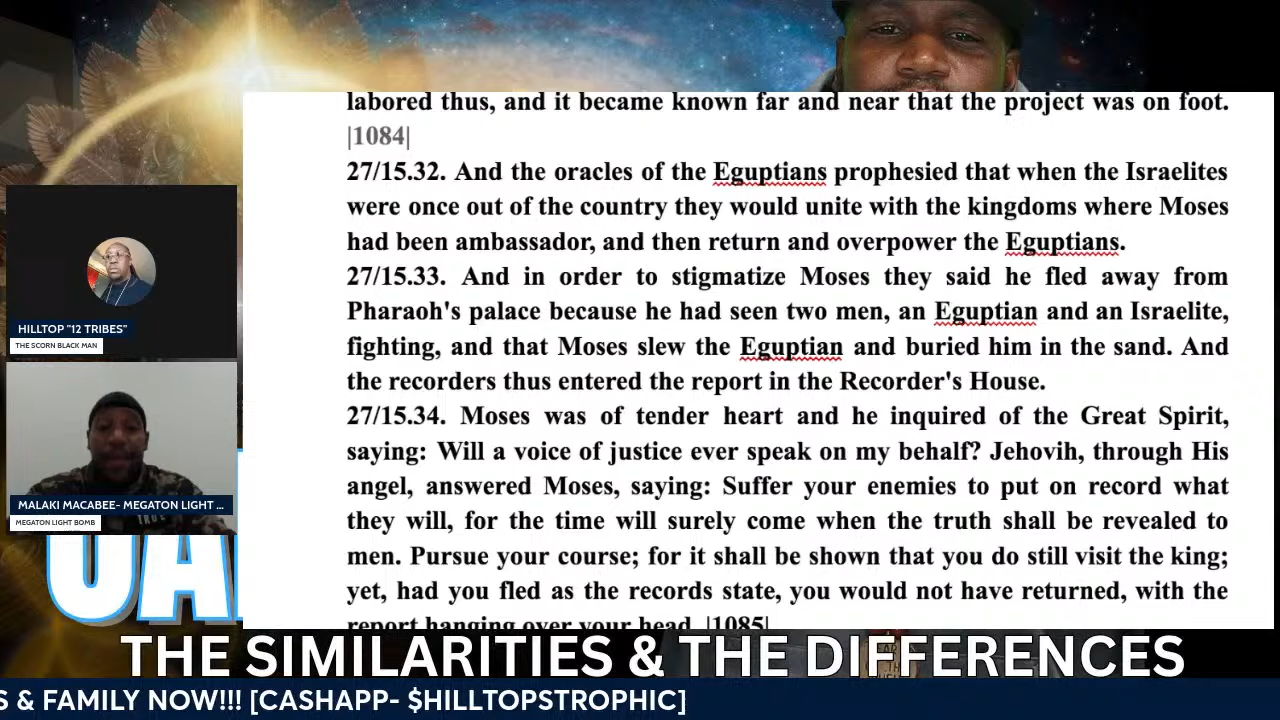 labored thus, and it became known far and near that the project was on foot.
|1084|
27/15.32. And the oracles of the Eguptians prophesied that when the Israelites
were once out of the country they would unite with the kingdoms where Moses
had been ambassador, and then return and overpower the Eguptians.
27/15.33. And in order to stigmatize Moses they said he fled away from
Pharaoh's palace because he had seen two men, an Eguptian and an Israelite,
fighting, and that Moses slew the Eguptian and buried him in the sand. And
the recorders thus entered the report in the Recorder's House.
27/15.34. Moses was of tender heart and he inquired of the Great Spirit,
saying: Will a voice of justice ever speak on my behalf? Jehovih, through His
angel, answered Moses, saying: Suffer your enemies to put on record what
they will, for the time will surely come when the truth shall be revealed to
men. Pursue your course; for it shall be shown that you do still visit the king;
yet, had you fled as the records state, you would not have returned, with the
report hanging over your head. |1085|
HILLTOP "12 TRIBES"
THE SCORN BLACK MAN
MALAKI MACABEE- MEGATON LIGHT ...
MEGATON LIGHT BOMB
THE SIMILARITIES & THE DIFFERENCES
S & FAMILY NOW!!! [CASHAPP- $HILLTOPSTROPHIC]